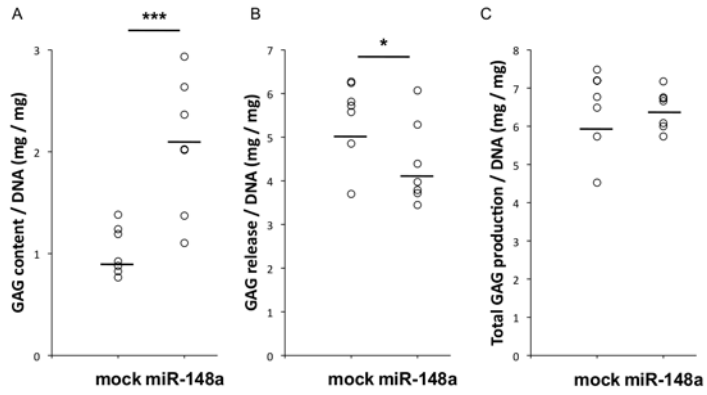 A
***
GAG content / DNA (mg / mg)
3
2
1
0
mock miR-148a
B
*
GAG release / DNA (mg / mg)
7
6
5
4
3
2
1
0
mock miR-148a
C
Total GAG production / DNA (mg / mg)
8
7
6
5
4
3
2
1
0
mock miR-148a